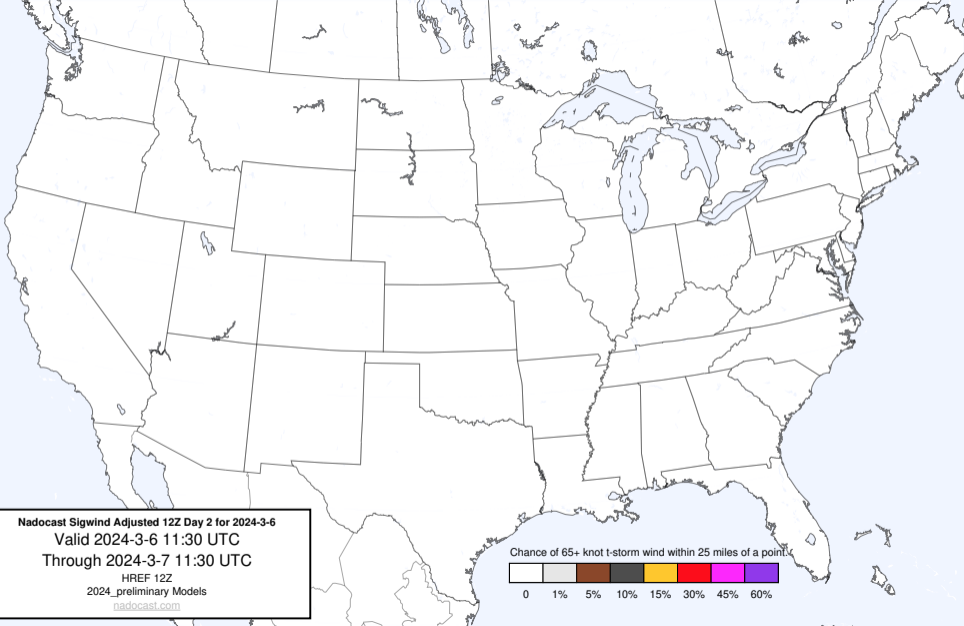 Nadocast Sigwind Adjusted 12Z Day 2 for 2024-3-6
Valid 2024-3-6 11:30 UTC
Through 2024-3-7 11:30 UTC
HREF 12Z
2024_preliminary Models
nadocast.com
Chance of 65+ knot t-storm wind within 25 miles of a point.
0 1% 5% 10% 15% 30% 45% 60%